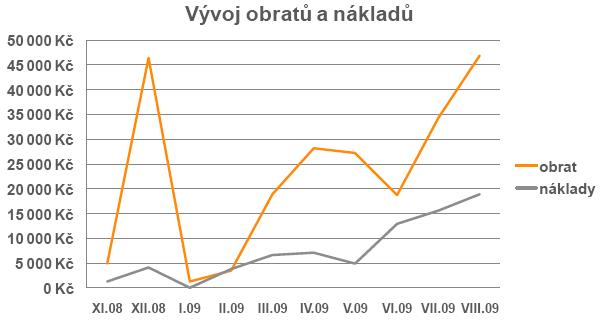 Vývoj obratů a nákladů
50 000 Kč
45 000 Kč
40 000 Kč
35 000 Kč
30 000 Kč
25 000 Kč
20 000 Kč
15 000 Kč
10 000 Kč
5 000 Kč
0 Kč
XI.08 XII.08 I.09 II.09 III.09 IV.09 V.09 VI.09 VII.09 VIII.09
obrat
náklady